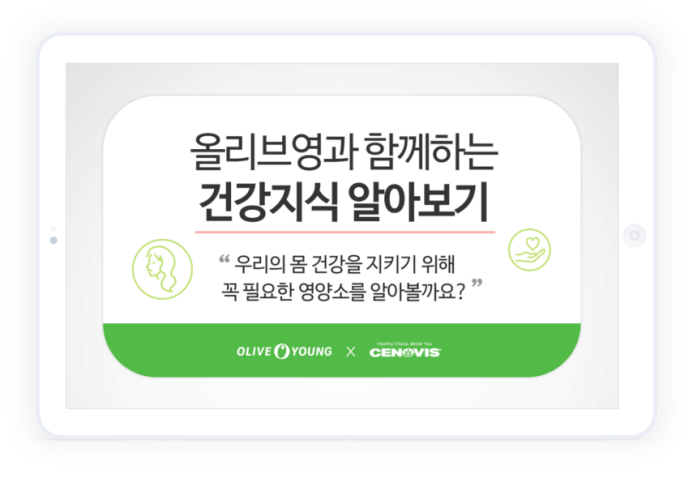 올리브영과 함께하는
건강지식 알아보기
“ 우리의 몸 건강을 지키기 위해
꼭 필요한 영양소를 알아볼까요? ”
OLIVE YOUNG X Healthy Choice, Better You CENOVIS